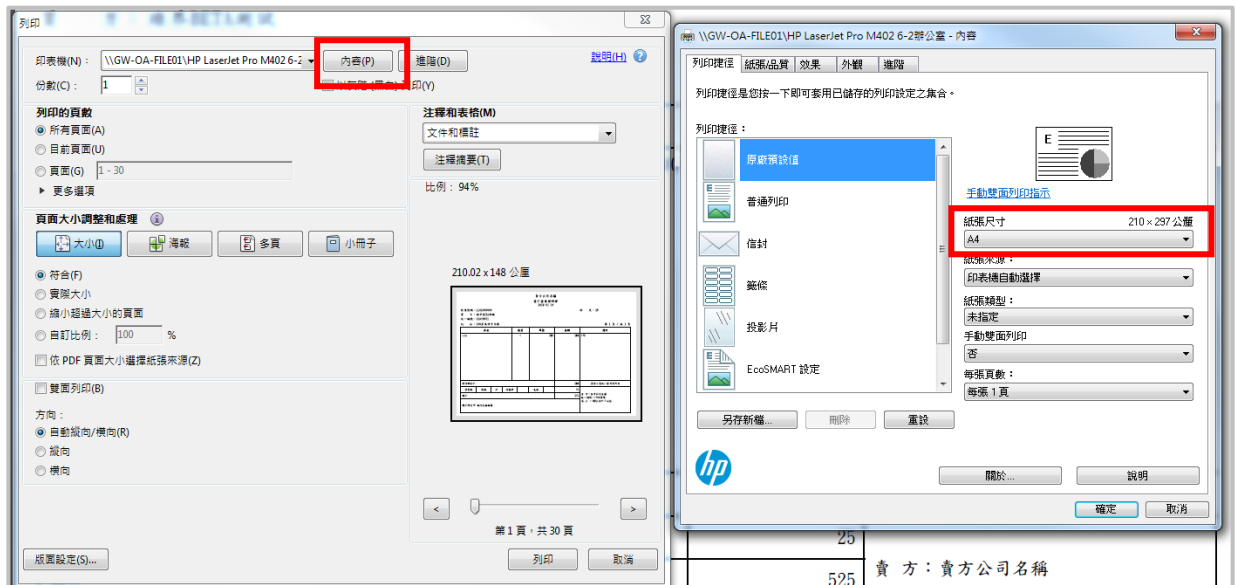 列印
印表機(N)： \\GW-OA-FILE01\HP LaserJet Pro M402 6-2 內容(P) 進階(D) 說明(H)
份數(C)： 1
列印的頁數
所有頁面(A)
目前頁面(U)
頁面(G) 1 - 30
更多選項
頁面大小調整和處理
大小(I) 海報 多頁 小冊子
符合(F)
實際大小
縮小超過大小的頁面
自訂比例： 100 %
依 PDF 頁面大小選擇紙張來源(Z)
雙面列印(B)
方向：
自動縱向/橫向(R)
縱向
橫向
版面設定(S)...
注釋和表格(M)
文件和標註
注釋摘要(T)
比例： 94%
210.02 x 148 公厘
< >
第 1 頁，共 30 頁
列印 取消
\\GW-OA-FILE01\HP LaserJet Pro M402 6-2辦公室 - 內容
列印捷徑 紙張/品質 效果 外觀 進階
列印捷徑是您按一下即可套用已儲存的列印設定之集合。
列印捷徑：
原廠預設值
普通列印
信封
籤條
投影片
EcoSMART 設定
另存新檔... 刪除 重設
E
手動雙面列印指示
紙張尺寸 210 × 297 公釐
A4
紙張來源：
印表機自動選擇
紙張類型：
未指定
手動雙面列印
否
每張頁數：
每張 1 頁
hp
關於... 說明
確定 取消
25
525
賣 方：賣方公司名稱